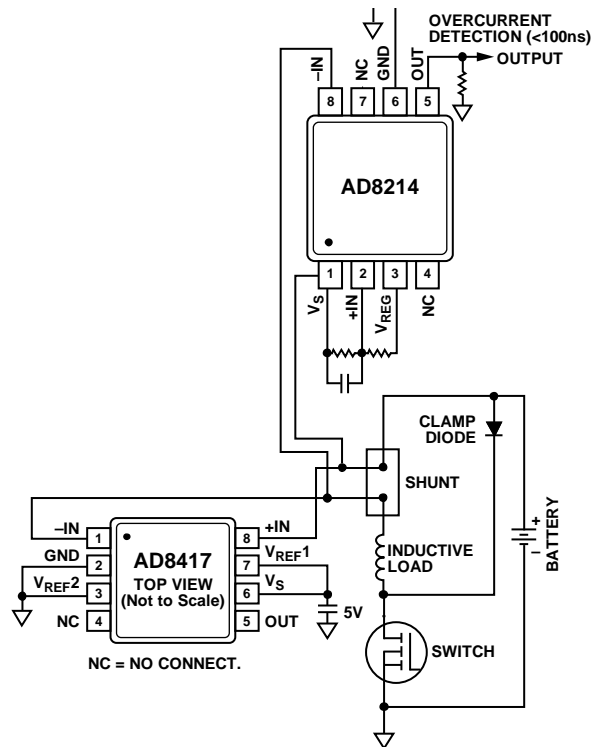 OVERCURRENT
DETECTION (<100ns)
OUTPUT
–IN
NC
GND
OUT
8
7
6
5
AD8214
1
2
3
4
VS
+IN
VREG
NC
CLAMP
DIODE
SHUNT
BATTERY
+
–
INDUCTIVE
LOAD
SWITCH
–IN
1
8
+IN
GND
2
AD8417
7
VREF1
VREF2
3
TOP VIEW
(Not to Scale)
6
VS
NC
4
5
OUT
5V
NC = NO CONNECT.